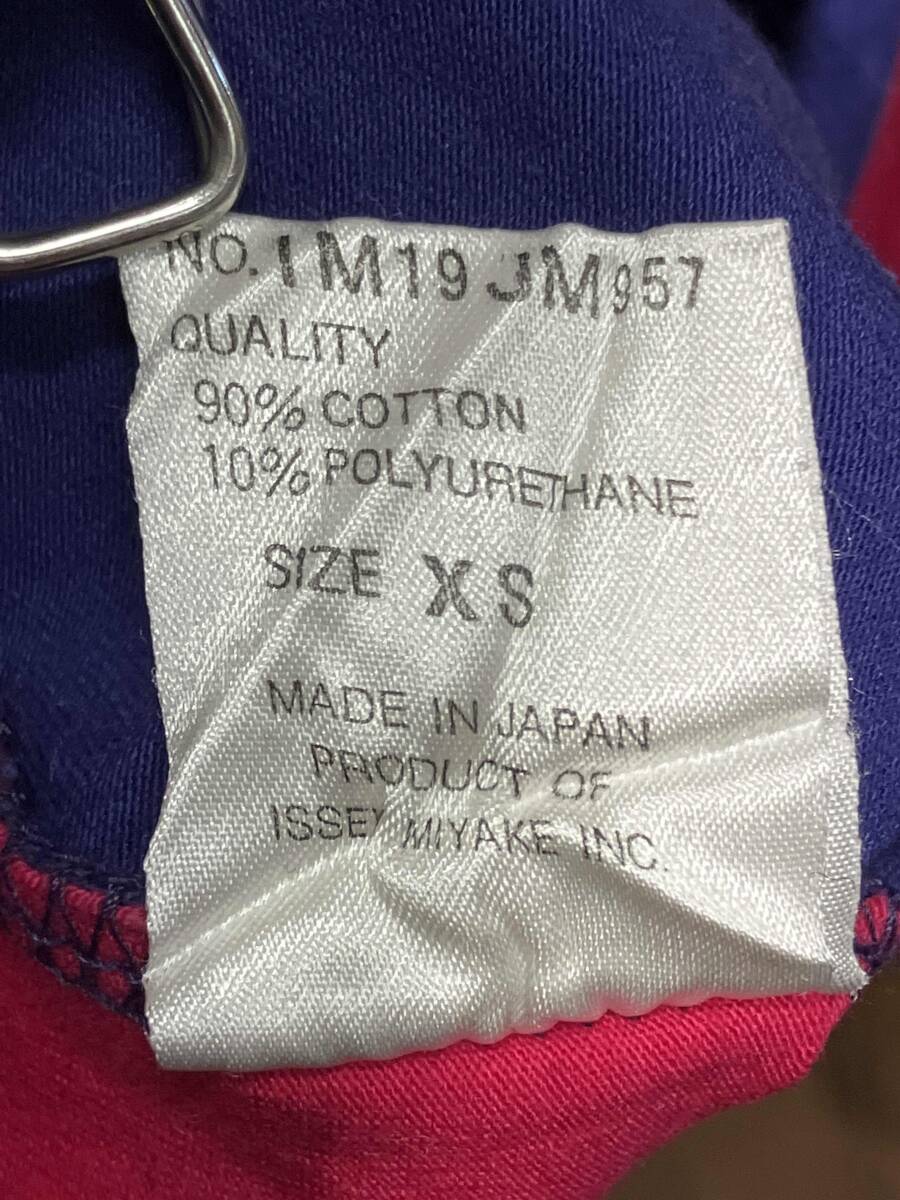 NO. IM19JM957
QUALITY
90% COTTON
10% POLYURETHANE
SIZE XS
MADE IN JAPAN
PRODUCT OF
ISSEY MIYAKE INC.